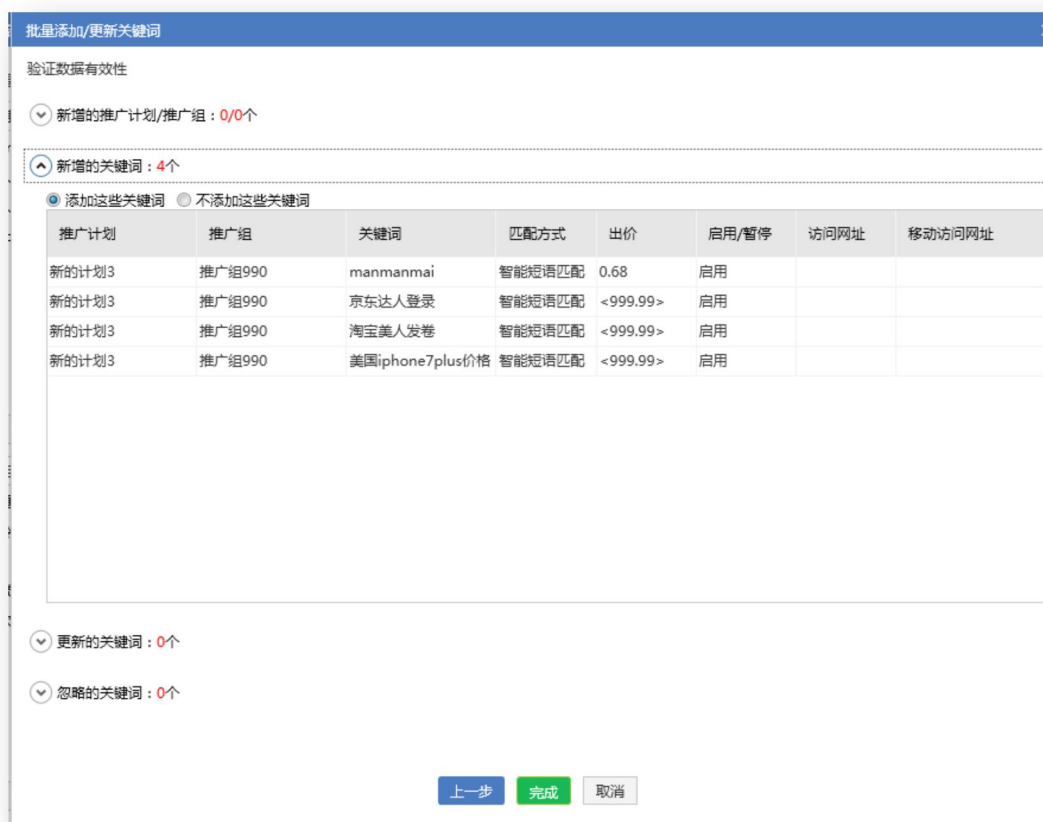 批量添加/更新关键词
验证数据有效性
新增的推广计划/推广组：0/0个
新增的关键词：4个
添加这些关键词 不添加这些关键词
推广计划 推广组 关键词 匹配方式 出价 启用/暂停 访问网址 移动访问网址
新的计划3 推广组990 manmanmai 智能短语匹配 0.68 启用
新的计划3 推广组990 京东达人登录 智能短语匹配 <999.99> 启用
新的计划3 推广组990 淘宝美人发卷 智能短语匹配 <999.99> 启用
新的计划3 推广组990 美国iphone7plus价格 智能短语匹配 <999.99> 启用
更新的关键词：0个
忽略的关键词：0个
上一步 完成 取消